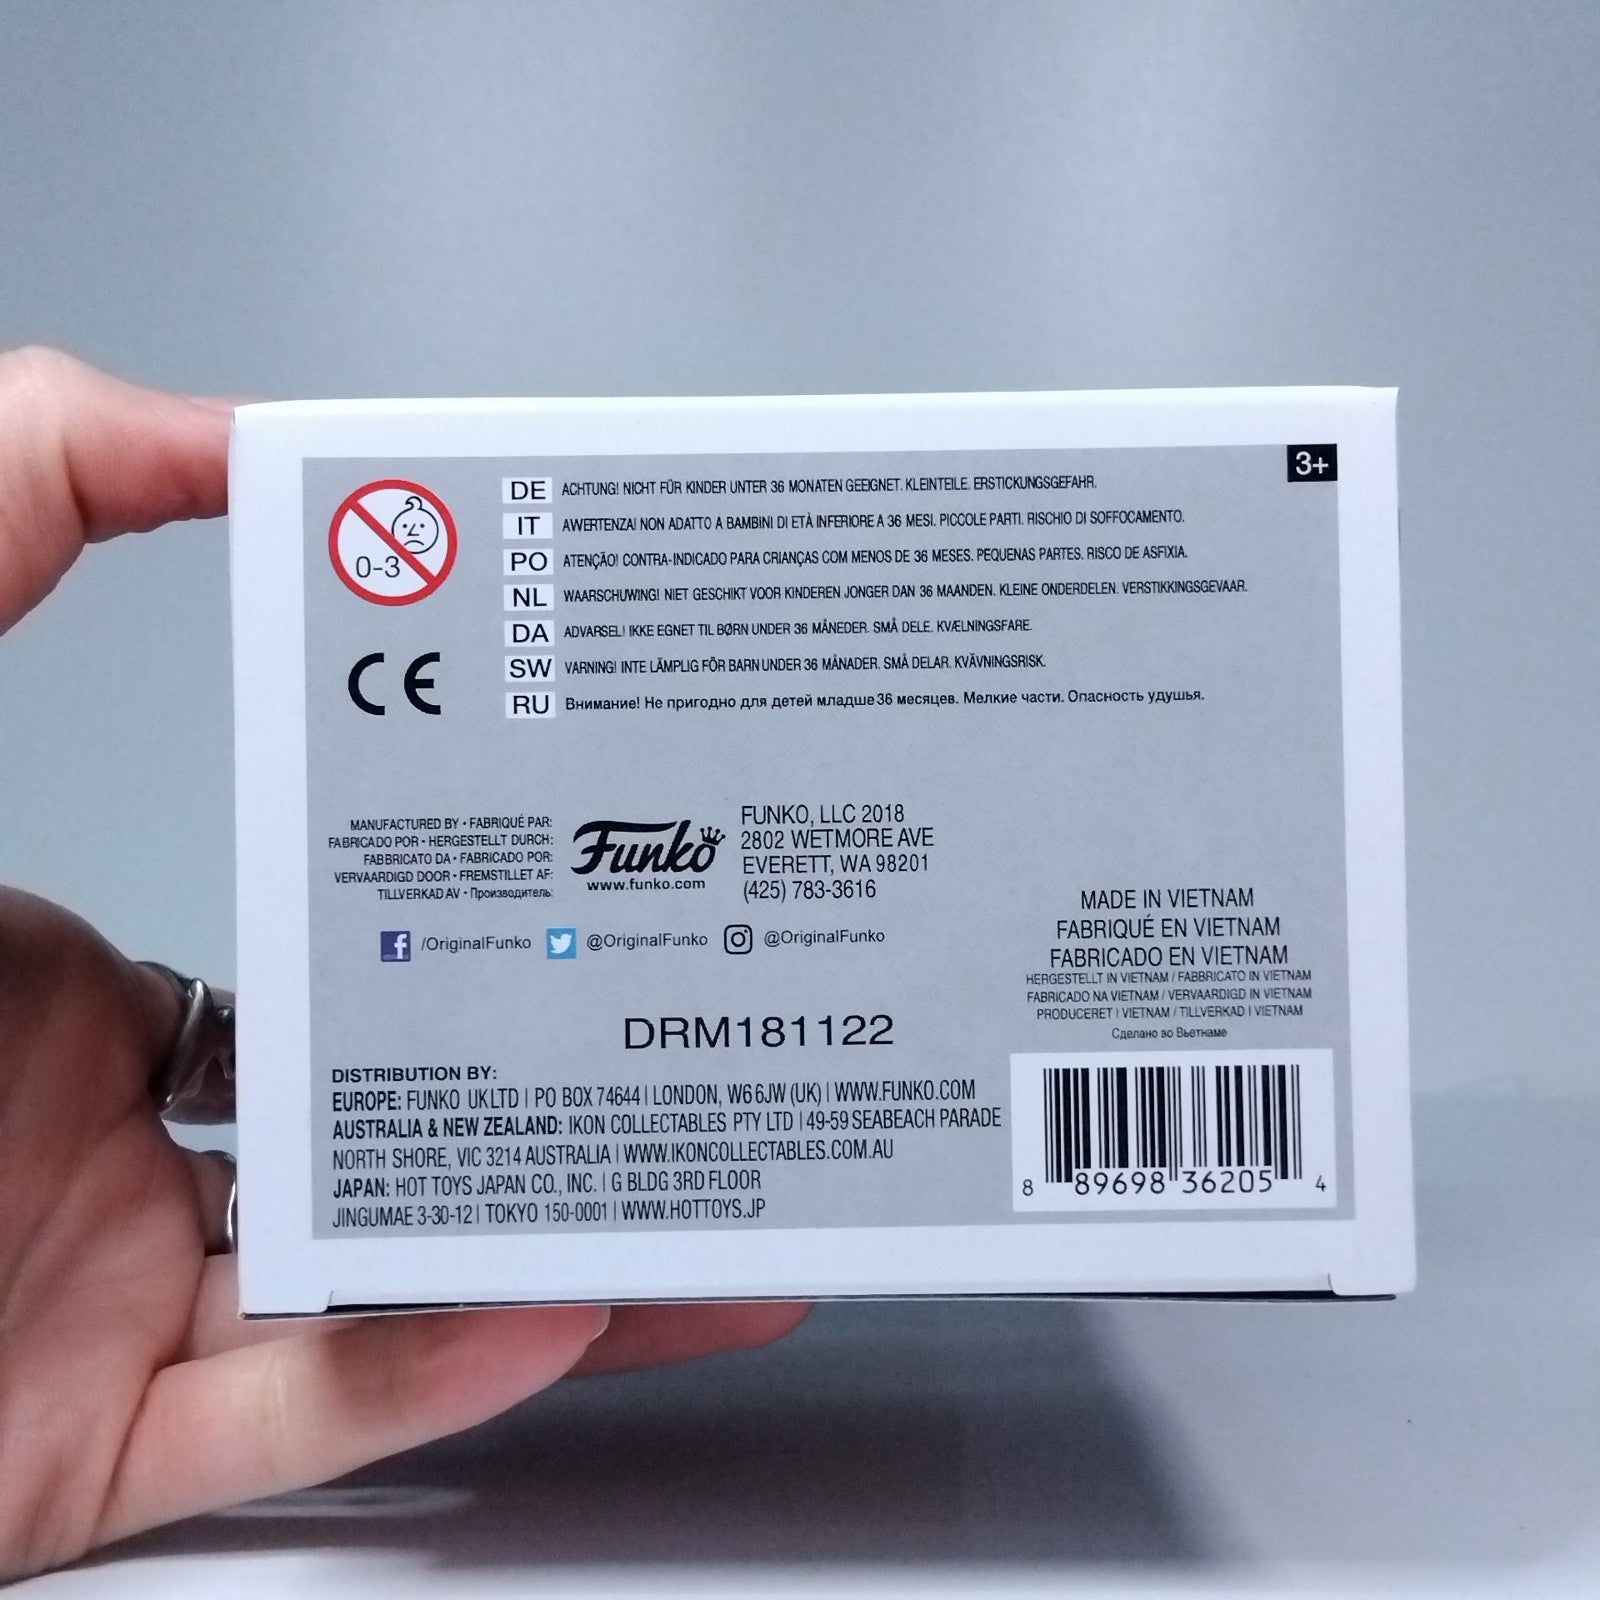 3+
0-3
DE ACHTUNG! NICHT FÜR KINDER UNTER 36 MONATEN GEEIGNET. KLEINTEILE. ERSTICKUNGSGEFAHR.
IT AWERTENZA! NON ADATTO A BAMBINI DI ETÀ INFERIORE A 36 MESI. PICCOLE PARTI. RISCHIO DI SOFFOCAMENTO.
PO ATENÇÃO! CONTRA-INDICADO PARA CRIANÇAS COM MENOS DE 36 MESES. PEQUENAS PARTES. RISCO DE ASFIXIA.
NL WAARSCHUWING! NIET GESCHIKT VOOR KINDEREN JONGER DAN 36 MAANDEN. KLEINE ONDERDELEN. VERSTIKKINGSGEVAAR.
DA ADVARSEL! IKKE EGNET TIL BØRN UNDER 36 MÅNEDER. SMÅ DELE. KVÆLNINGSFARE.
SW VARNING! INTE LÄMPLIG FÖR BARN UNDER 36 MÅNADER. SMÅ DELAR. KVÄVNINGSRISK.
RU Внимание! Не пригодно для детей младше 36 месяцев. Мелкие части. Опасность удушья.
CE
MANUFACTURED BY • FABRIQUÉ PAR:
FABRICADO POR • HERGESTELLT DURCH:
FABBRICATO DA • FABRICADO POR:
VERVAARDIGD DOOR • FREMSTILLET AF:
TILLVERKAD AV • Производитель:
Funko
www.funko.com
FUNKO, LLC 2018
2802 WETMORE AVE
EVERETT, WA 98201
(425) 783-3616
/OriginalFunko @OriginalFunko @OriginalFunko
MADE IN VIETNAM
FABRIQUÉ EN VIETNAM
FABRICADO EN VIETNAM
HERGESTELLT IN VIETNAM / FABBRICATO IN VIETNAM
FABRICADO NA VIETNAM / VERVAARDIGD IN VIETNAM
PRODUCERET I VIETNAM / TILLVERKAD I VIETNAM
Сделано во Вьетнаме
DRM181122
DISTRIBUTION BY:
EUROPE: FUNKO UK LTD | PO BOX 74644 | LONDON, W6 6JW (UK) | WWW.FUNKO.COM
AUSTRALIA & NEW ZEALAND: IKON COLLECTABLES PTY LTD | 49-59 SEABEACH PARADE
NORTH SHORE, VIC 3214 AUSTRALIA | WWW.IKONCOLLECTABLES.COM.AU
JAPAN: HOT TOYS JAPAN CO., INC. | G BLDG 3RD FLOOR
JINGUMAE 3-30-12 | TOKYO 150-0001 | WWW.HOTTOYS.JP
8 89698 36205 4